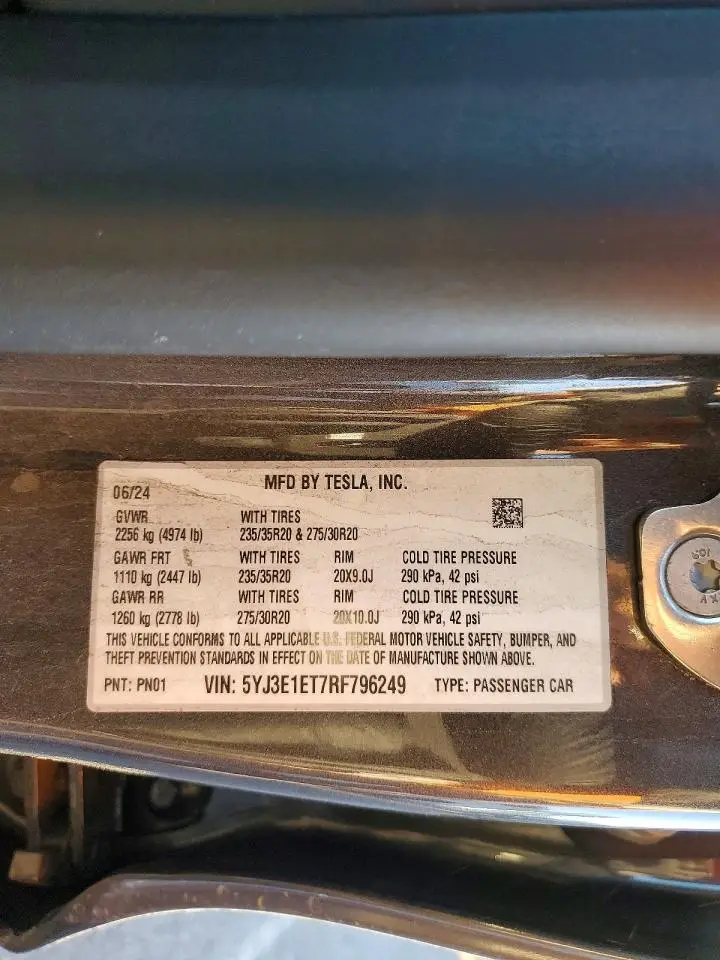 MFD BY TESLA, INC.
06/24
GVWR WITH TIRES
2256 kg (4974 lb) 235/35R20 & 275/30R20
GAWR FRT WITH TIRES RIM COLD TIRE PRESSURE
1110 kg (2447 lb) 235/35R20 20X9.0J 290 kPa, 42 psi
GAWR RR WITH TIRES RIM COLD TIRE PRESSURE
1260 kg (2778 lb) 275/30R20 20X10.0J 290 kPa, 42 psi
THIS VEHICLE CONFORMS TO ALL APPLICABLE U.S. FEDERAL MOTOR VEHICLE SAFETY, BUMPER, AND
THEFT PREVENTION STANDARDS IN EFFECT ON THE DATE OF MANUFACTURE SHOWN ABOVE.
PNT: PN01 VIN: 5YJ3E1ET7RF796249 TYPE: PASSENGER CAR